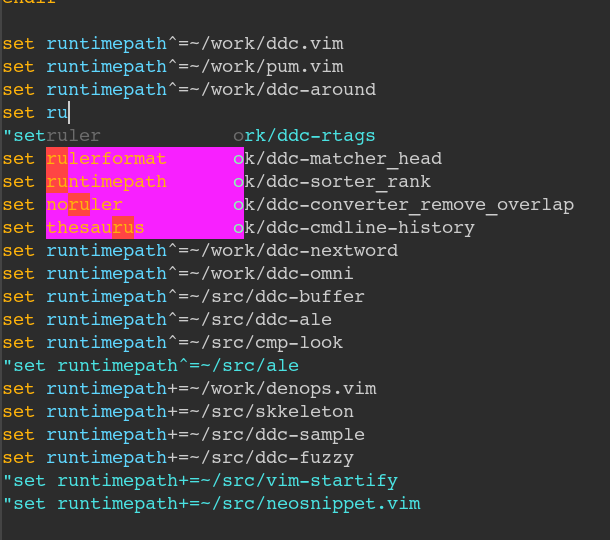 endif
set runtimepath^=~/work/ddc.vim
set runtimepath^=~/work/pum.vim
set runtimepath^=~/work/ddc-around
set ru
"setruler            ork/ddc-rtags
set rulerformat      ok/ddc-matcher_head
set runtimepath      ok/ddc-sorter_rank
set noruler          ok/ddc-converter_remove_overlap
set thesaurus        ok/ddc-cmdline-history
set runtimepath^=~/work/ddc-nextword
set runtimepath^=~/work/ddc-omni
set runtimepath^=~/src/ddc-buffer
set runtimepath^=~/src/ddc-ale
set runtimepath^=~/src/cmp-look
"set runtimepath^=~/src/ale
set runtimepath+=~/work/denops.vim
set runtimepath+=~/src/skkeleton
set runtimepath+=~/src/ddc-sample
set runtimepath+=~/src/ddc-fuzzy
"set runtimepath+=~/src/vim-startify
"set runtimepath+=~/src/neosnippet.vim